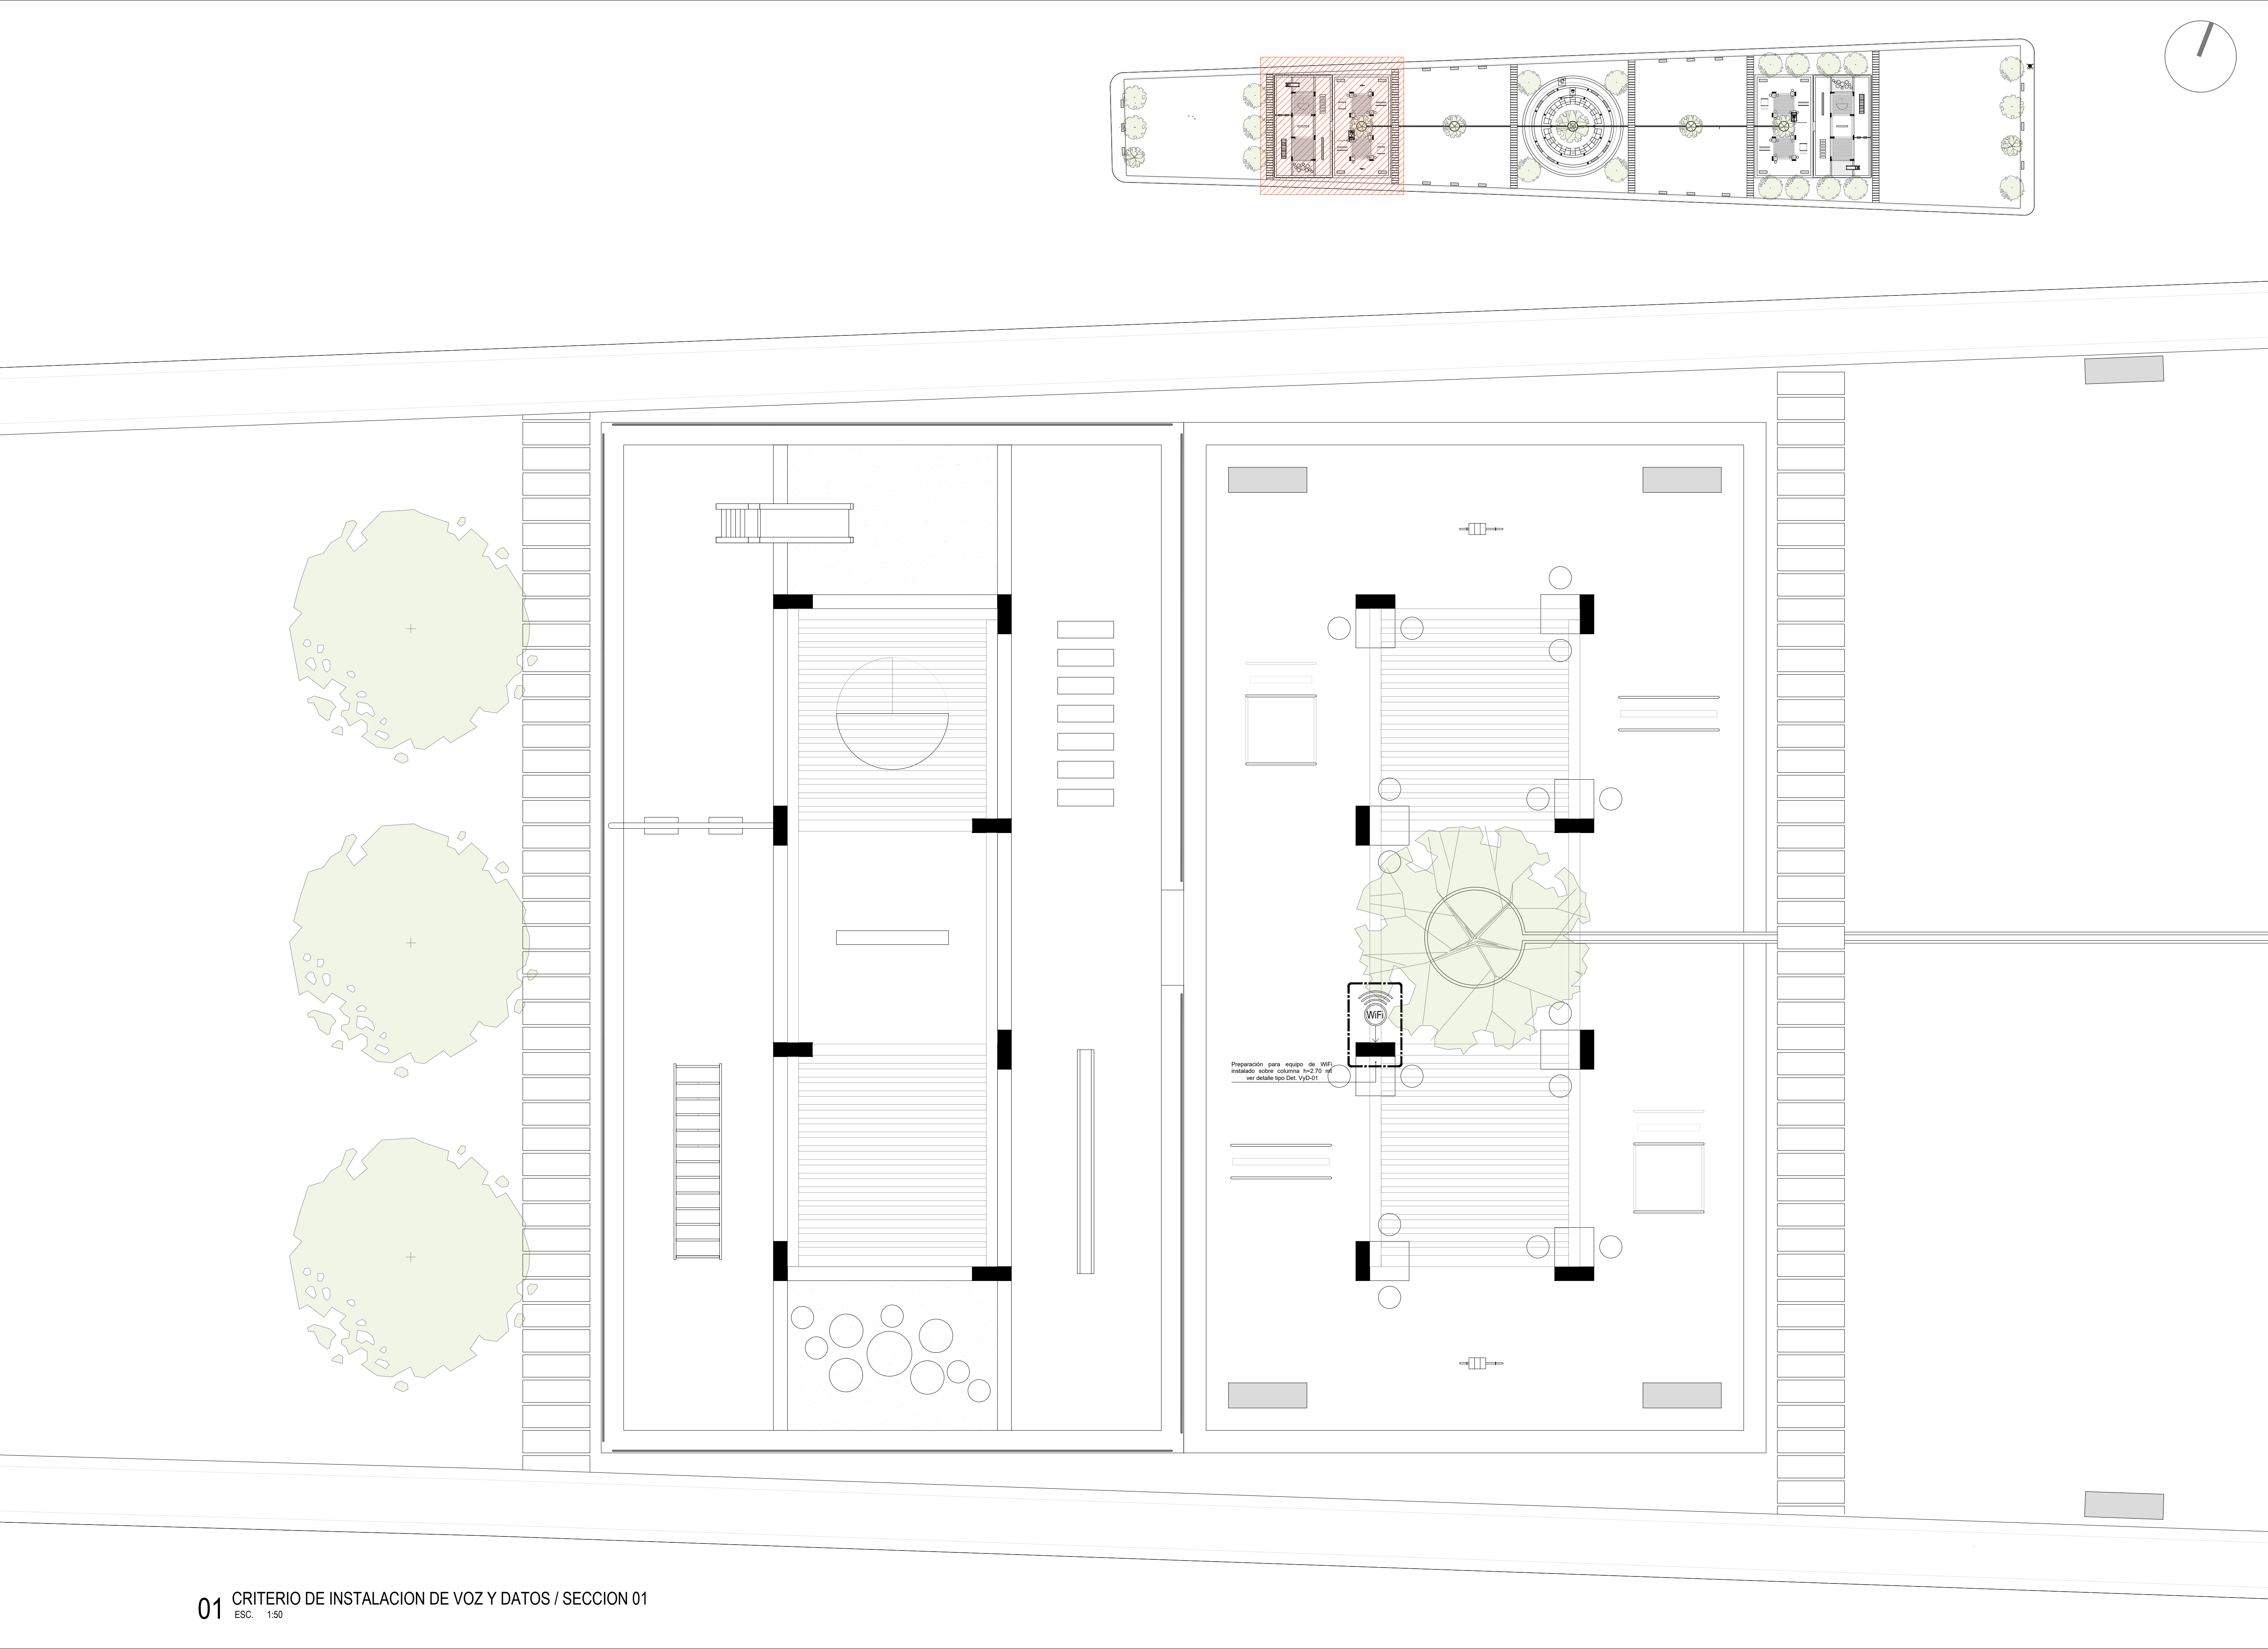 WiFi
Preparación para equipo de WiFi
instalado sobre columna h=2.70 mt
ver detalle tipo Det. VyD-01
01 CRITERIO DE INSTALACION DE VOZ Y DATOS / SECCION 01
ESC. 1:50